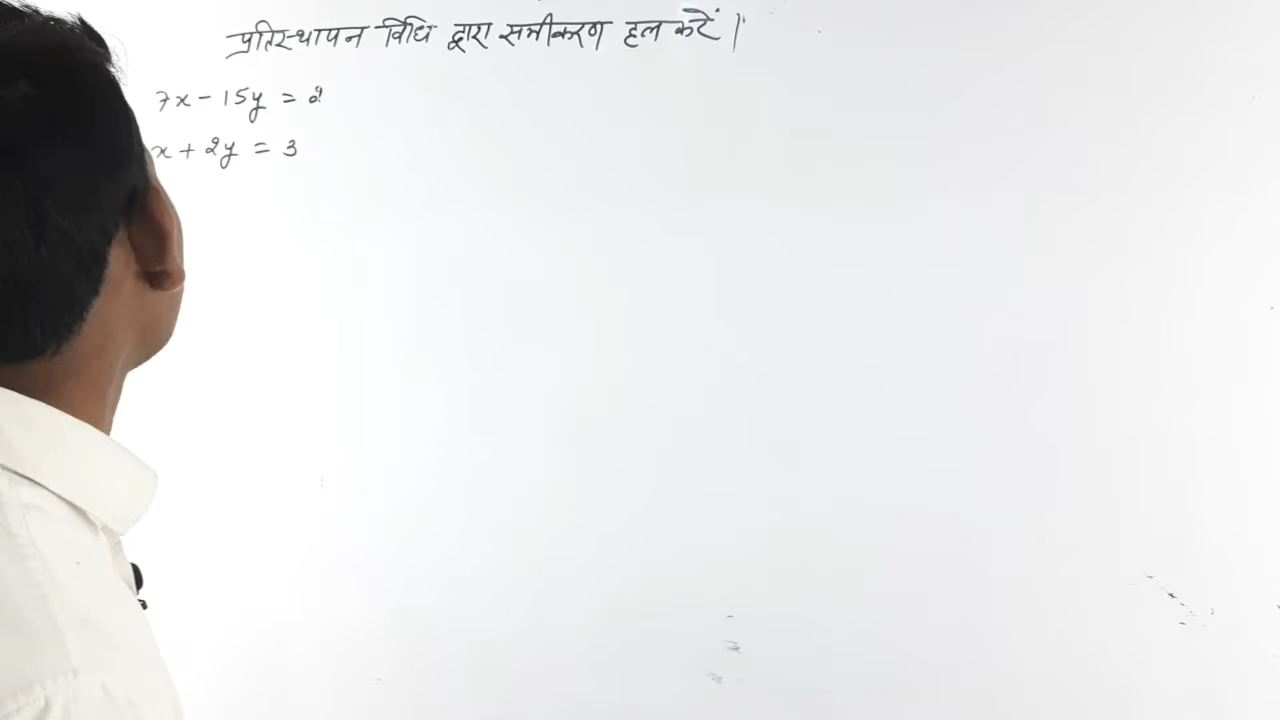 प्रतिस्थापन विधि द्वारा समीकरण हल करें।
7x - 15y = 2
x + 2y = 3